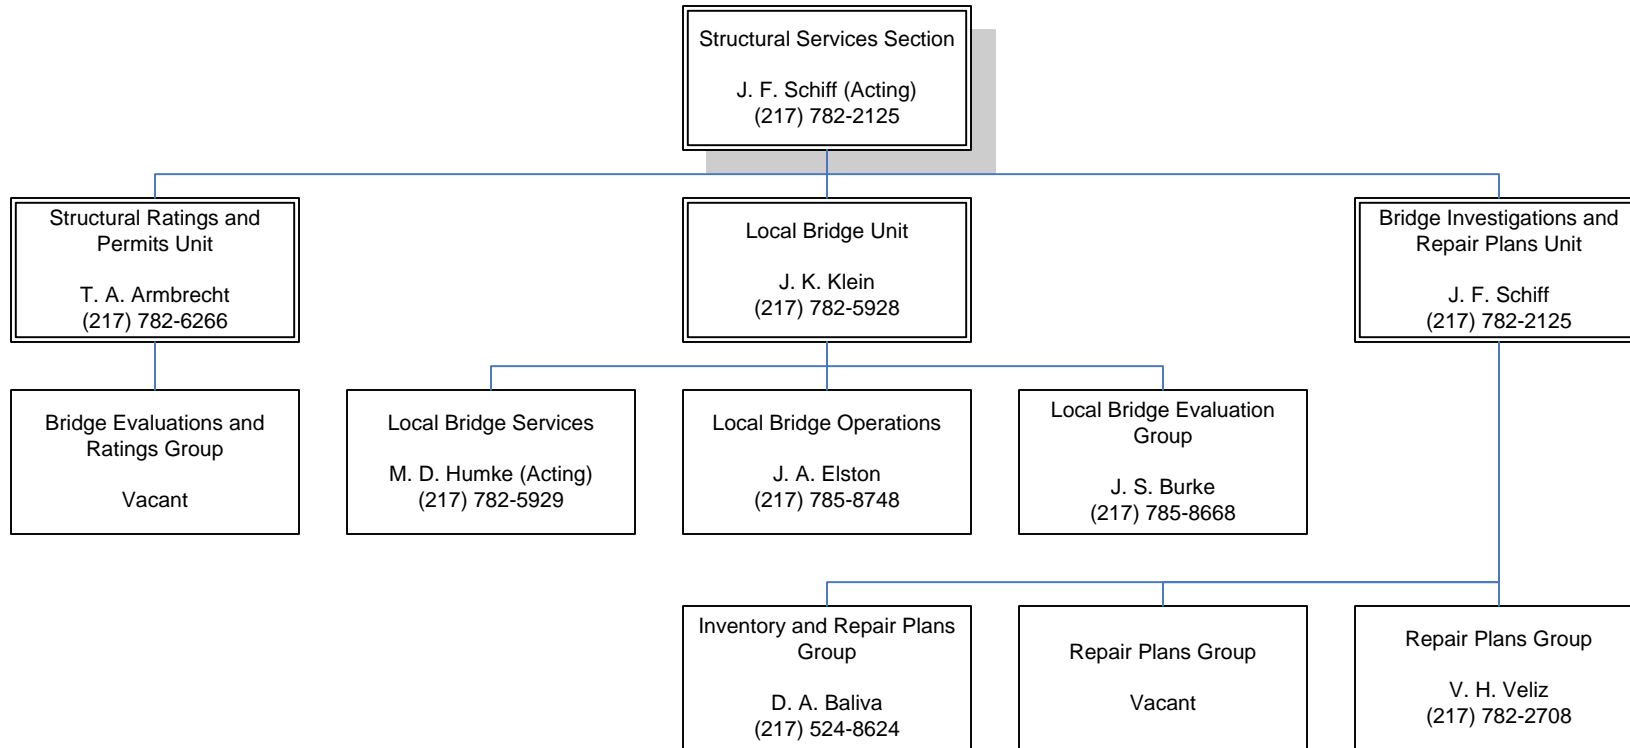 Structural Services Section
J. F. Schiff (Acting)
(217) 782-2125
Structural Ratings and
Permits Unit
T. A. Armbrecht
(217) 782-6266
Local Bridge Unit
J. K. Klein
(217) 782-5928
Bridge Investigations and
Repair Plans Unit
J. F. Schiff
(217) 782-2125
Bridge Evaluations and
Ratings Group
Vacant
Local Bridge Services
M. D. Humke (Acting)
(217) 782-5929
Local Bridge Operations
J. A. Elston
(217) 785-8748
Local Bridge Evaluation
Group
J. S. Burke
(217) 785-8668
Inventory and Repair Plans
Group
D. A. Baliva
(217) 524-8624
Repair Plans Group
Vacant
Repair Plans Group
V. H. Veliz
(217) 782-2708